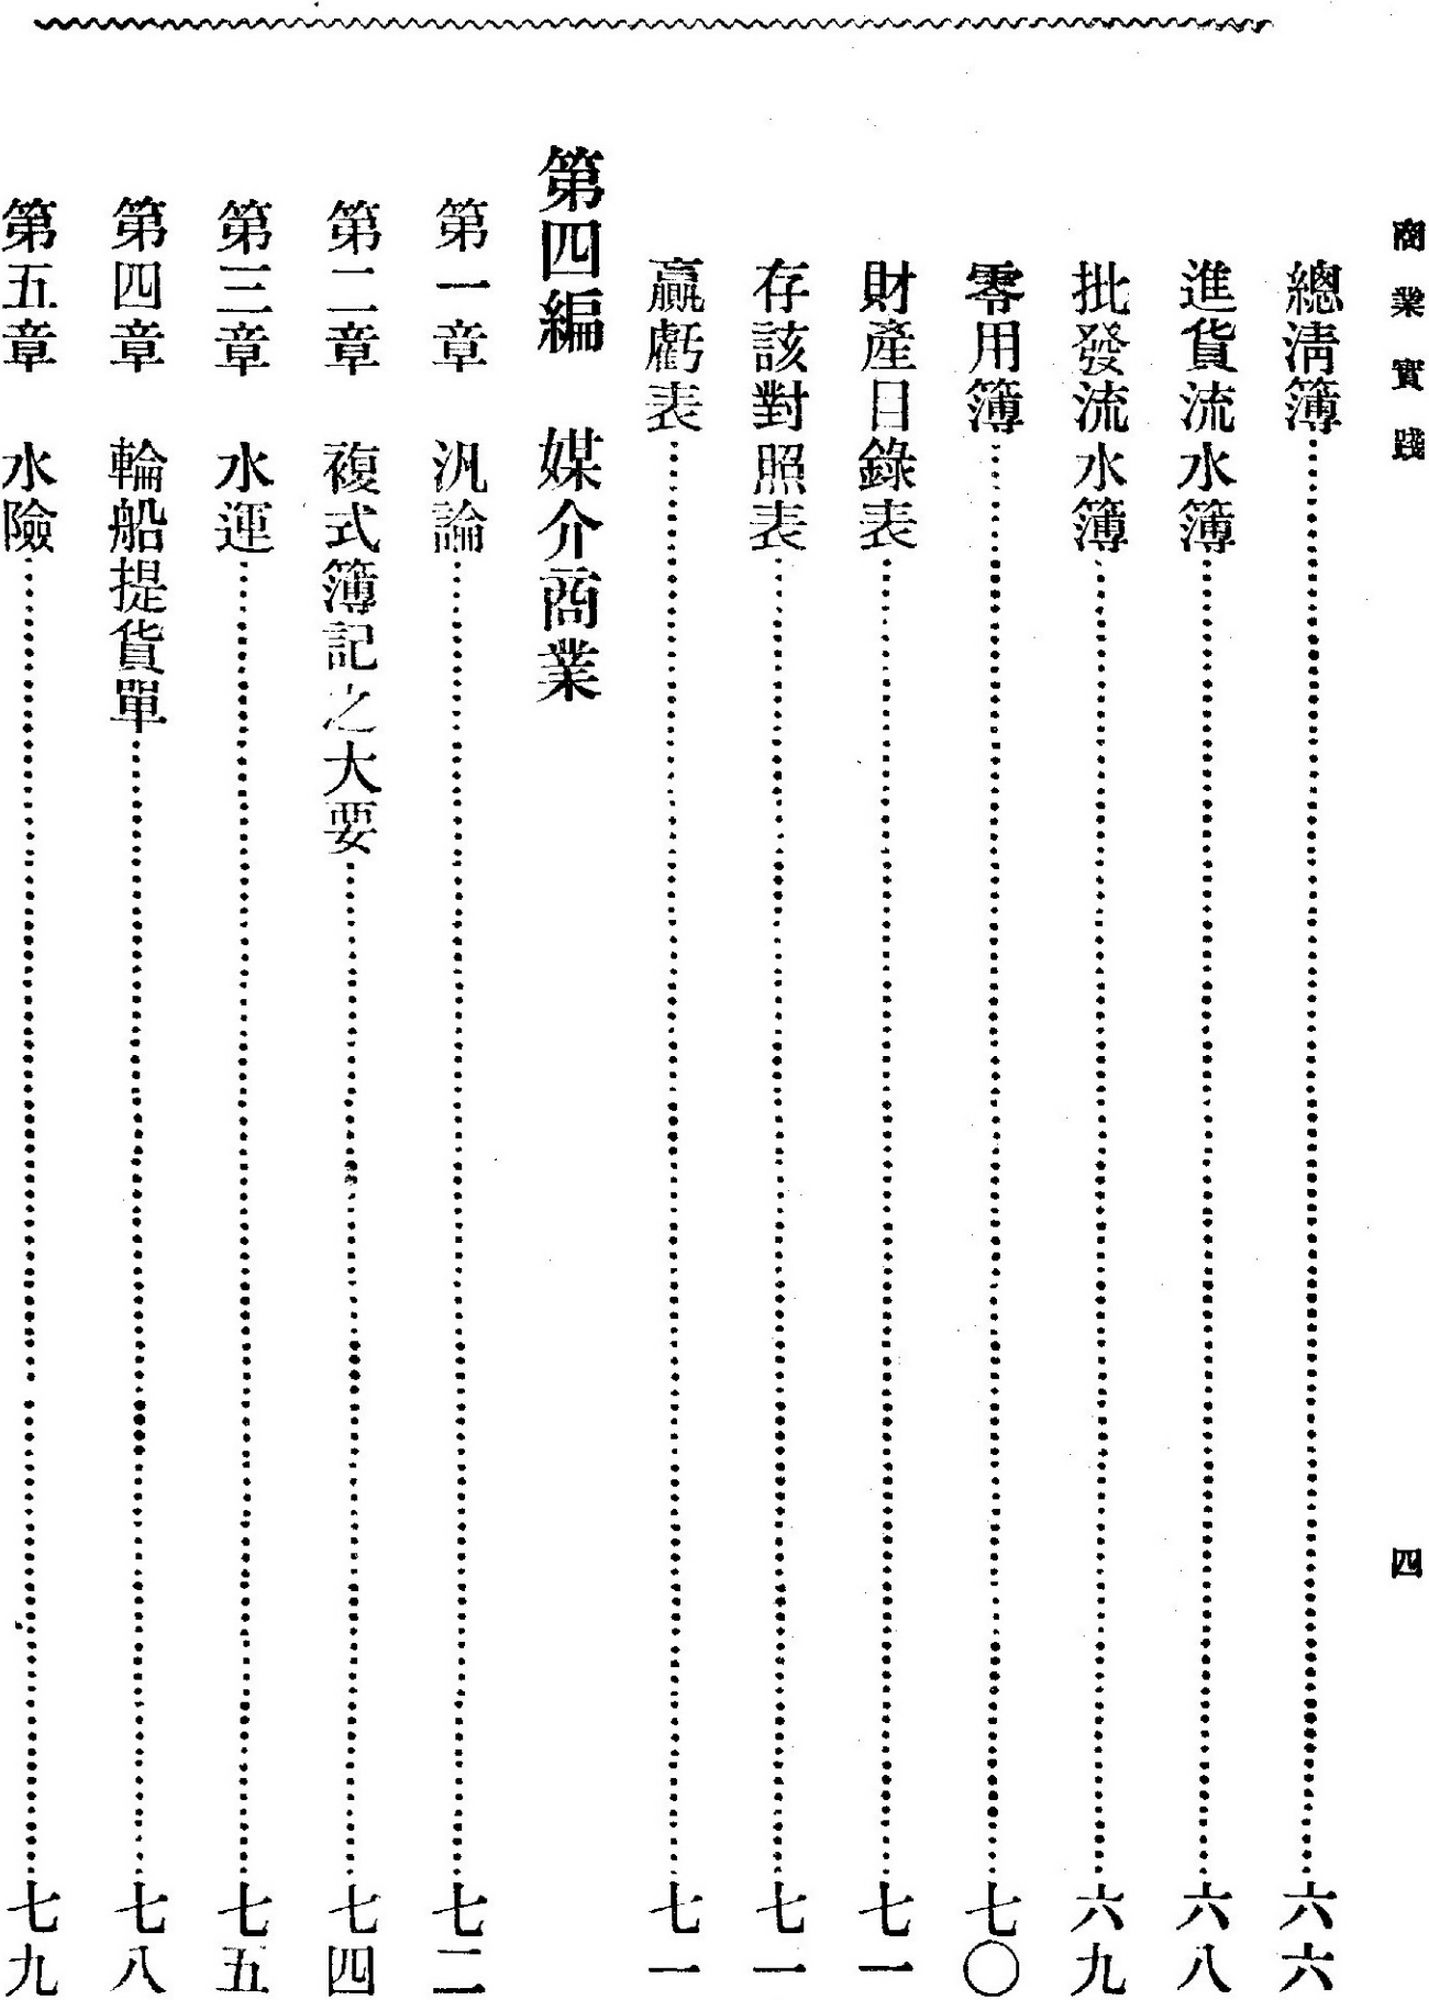 商業實踐 四
總淸簿……六六
進貨流水簿……六八
批發流水簿……六九
零用簿……七〇
財產目錄表……七一
存該對照表……七一
贏虧表……七一
第四編 媒介商業
第一章 汎論……七二
第二章 複式簿記之大要……七四
第三章 水運……七五
第四章 輪船提貨單……七八
第五章 水險……七九